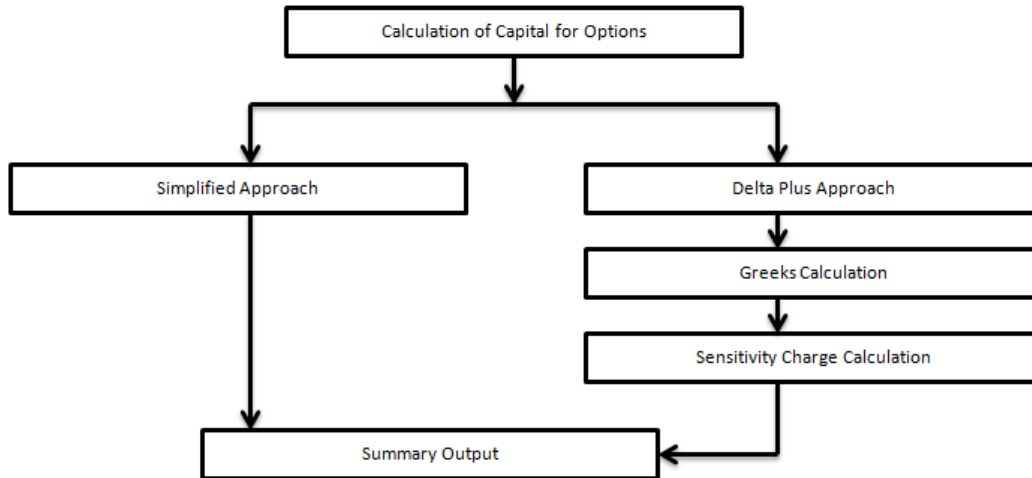 Calculation of Capital for Options
Simplified Approach
Delta Plus Approach
Greeks Calculation
Sensitivity Charge Calculation
Summary Output